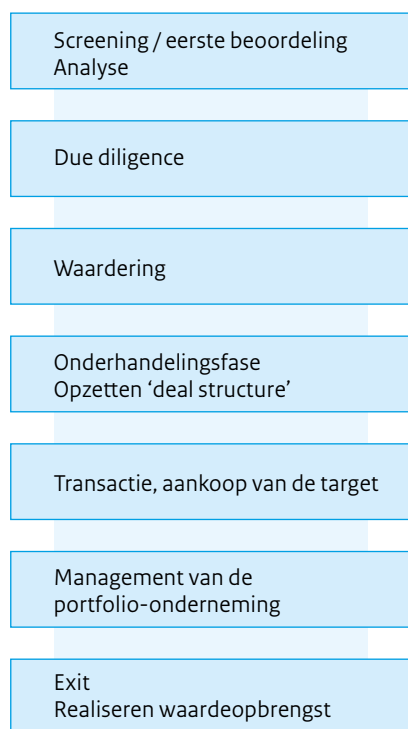 Screening / eerste beoordeling
Analyse
Due diligence
Waardering
Onderhandelingsfase
Opzetten ‘deal structure’
Transactie, aankoop van de target
Management van de
portfolio-onderneming
Exit
Realiseren waardeopbrengst